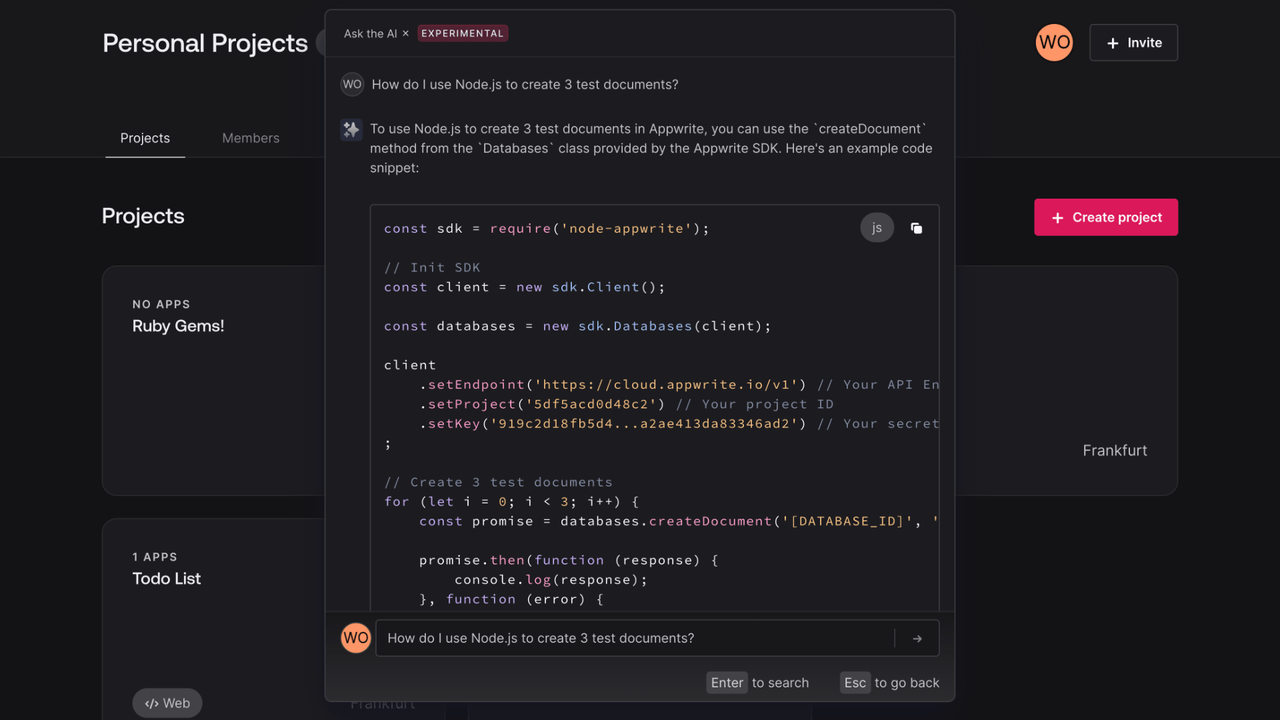 Personal Projects
WO
+ Invite
Projects
Members
Projects
+ Create project
NO APPS
Ruby Gems!
Frankfurt
1 APPS
Todo List
</> Web
Frankfurt
Ask the AI × EXPERIMENTAL
WO How do I use Node.js to create 3 test documents?
To use Node.js to create 3 test documents in Appwrite, you can use the `createDocument`
method from the `Databases` class provided by the Appwrite SDK. Here's an example code
snippet:
js
const sdk = require('node-appwrite');
// Init SDK
const client = new sdk.Client();
const databases = new sdk.Databases(client);
client
    .setEndpoint('https://cloud.appwrite.io/v1') // Your API En
    .setProject('5df5acd0d48c2') // Your project ID
    .setKey('919c2d18fb5d4...a2ae413da83346ad2') // Your secret
;
// Create 3 test documents
for (let i = 0; i < 3; i++) {
    const promise = databases.createDocument('[DATABASE_ID]', '
    promise.then(function (response) {
        console.log(response);
    }, function (error) {
WO How do I use Node.js to create 3 test documents? →
Enter to search
Esc to go back